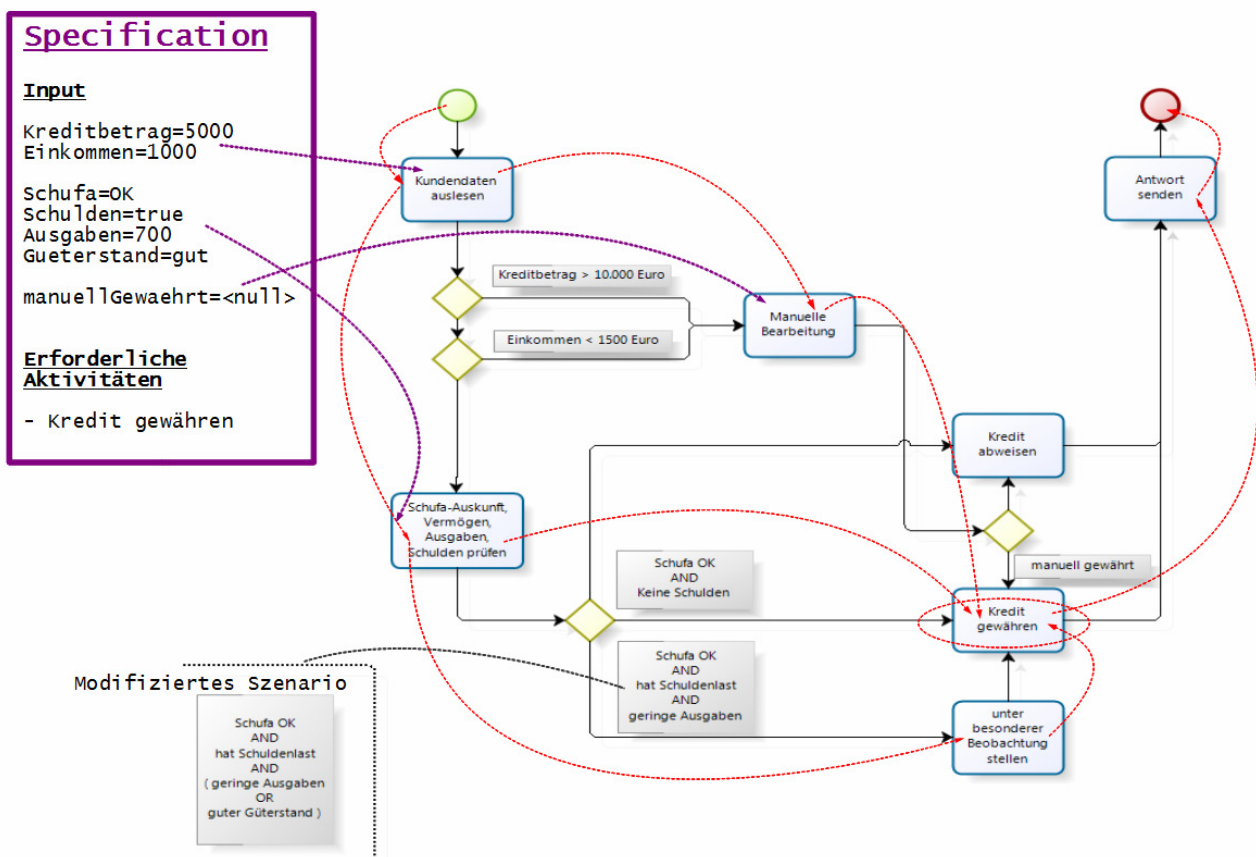 Specification
Input
Kreditbetrag=5000
Einkommen=1000
Schufa=OK
Schulden=true
Ausgaben=700
Gueterstand=gut
manuellGewaehrt=<null>
Erforderliche
Aktivitäten
- Kredit gewähren
Kundendaten
auslesen
Antwort
senden
Kreditbetrag > 10.000 Euro
Einkommen < 1500 Euro
Manuelle
Bearbeitung
Kredit
abweisen
Schufa-Auskunft,
Vermögen,
Ausgaben,
Schulden prüfen
Schufa OK
AND
Keine Schulden
manuell gewährt
Kredit
gewähren
Schufa OK
AND
hat Schuldenlast
AND
geringe Ausgaben
unter
besonderer
Beobachtung
stellen
Modifiziertes Szenario
Schufa OK
AND
hat Schuldenlast
AND
( geringe Ausgaben
OR
guter Güterstand )